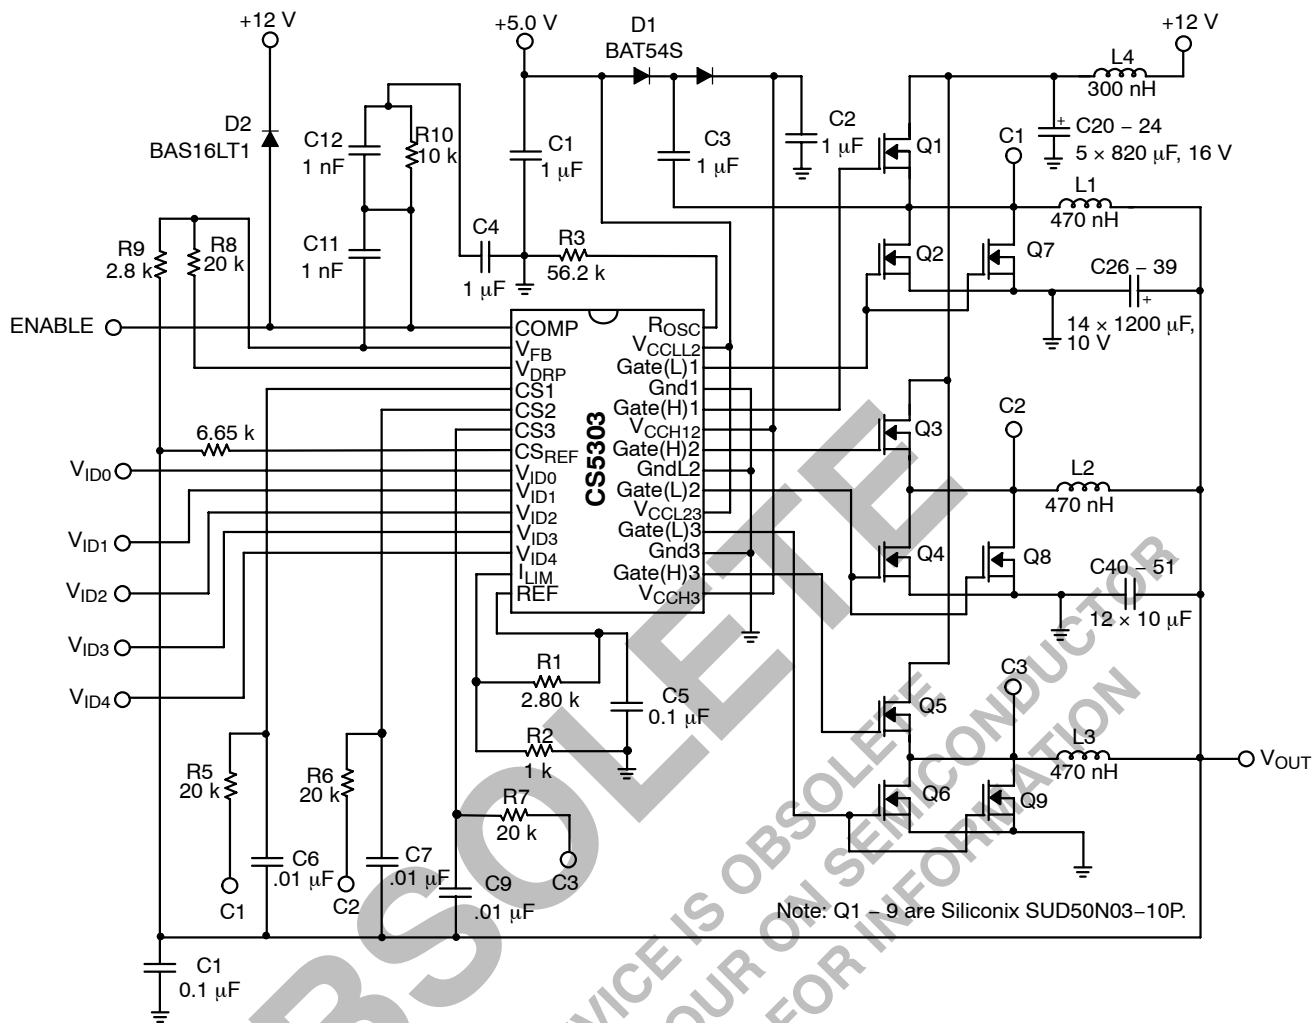 +12 V
+5.0 V
D1
BAT54S
+12 V
L4
300 nH
D2
BAS16LT1
C12
1 nF
R10
10 k
C1
1 μF
C3
1 μF
C2
1 μF
Q1
C1
C20 − 24
5 × 820 μF, 16 V
L1
470 nH
R9
2.8 k
R8
20 k
C11
1 nF
C4
1 μF
R3
56.2 k
Q2
Q7
C26 − 39
14 × 1200 μF,
10 V
ENABLE
COMP
VFB
VDRP
CS1
CS2
CS3
CSREF
VID0
VID1
VID2
VID3
VID4
ILIM
REF
CS5303
ROSC
VCCLL2
Gate(L)1
Gnd1
Gate(H)1
VCCH12
Gate(H)2
GndL2
Gate(L)2
VCCL23
Gate(L)3
Gnd3
Gate(H)3
VCCH3
6.65 k
VID0
VID1
VID2
VID3
VID4
Q3
C2
L2
470 nH
Q4
Q8
C40 − 51
12 × 10 μF
R1
2.80 k
C5
0.1 μF
R2
1 k
Q5
C3
L3
470 nH
VOUT
Q6
Q9
R5
20 k
R6
20 k
R7
20 k
C6
.01 μF
C7
.01 μF
C9
.01 μF
C1
C2
C3
Note: Q1 − 9 are Siliconix SUD50N03−10P.
C1
0.1 μF
OBSOLETE
DEVICE IS OBSOLETE
YOUR ON SEMICONDUCTOR
FOR INFORMATION